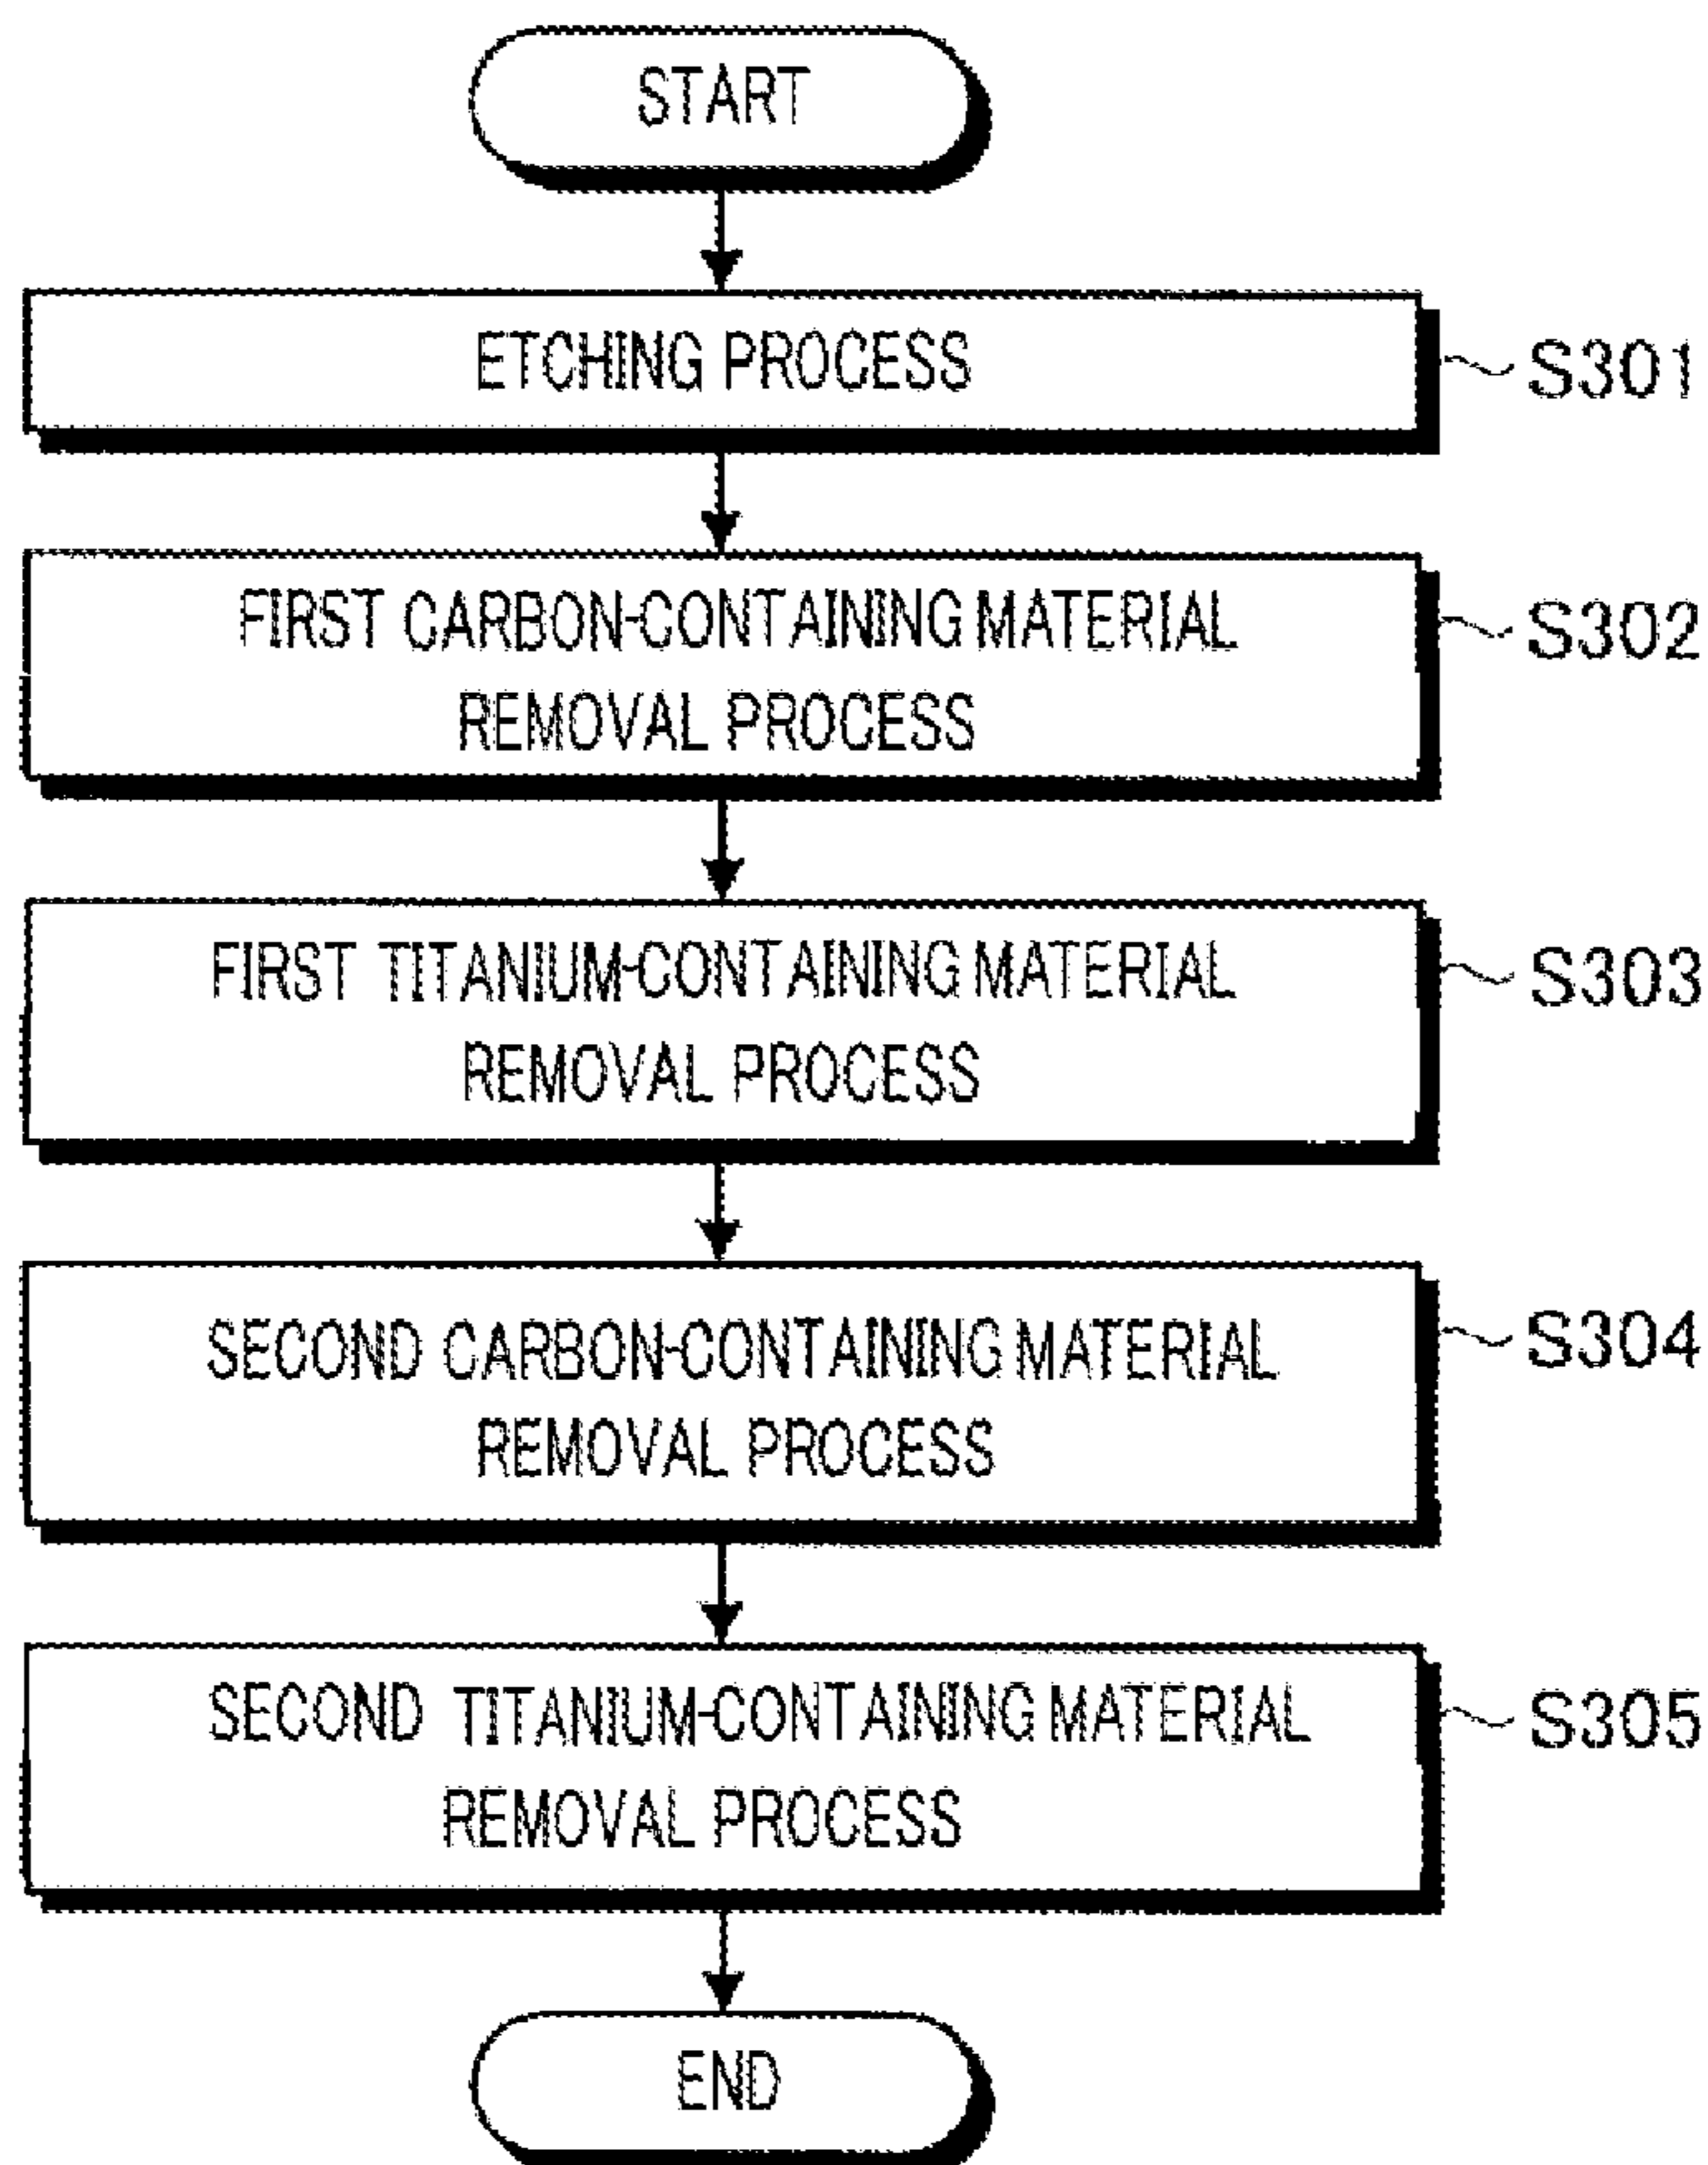 START
ETCHING PROCESS
S301
FIRST CARBON-CONTAINING MATERIAL
REMOVAL PROCESS
S302
FIRST TITANIUM-CONTAINING MATERIAL
REMOVAL PROCESS
S303
SECOND CARBON-CONTAINING MATERIAL
REMOVAL PROCESS
S304
SECOND TITANIUM-CONTAINING MATERIAL
REMOVAL PROCESS
S305
END